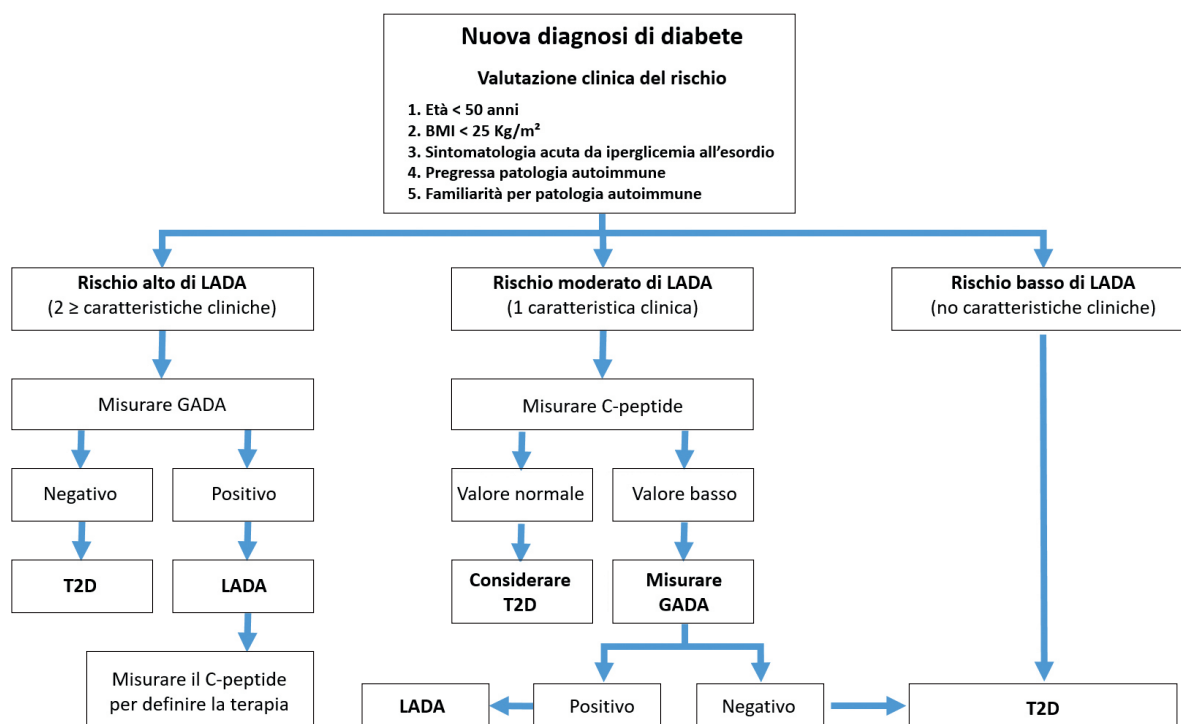 Nuova diagnosi di diabete
Valutazione clinica del rischio
1. Età < 50 anni
2. BMI < 25 Kg/m²
3. Sintomatologia acuta da iperglicemia all’esordio
4. Pregressa patologia autoimmune
5. Familiarità per patologia autoimmune
Rischio alto di LADA
(2 ≥ caratteristiche cliniche)
Rischio moderato di LADA
(1 caratteristica clinica)
Rischio basso di LADA
(no caratteristiche cliniche)
Misurare GADA
Misurare C-peptide
Negativo
Positivo
Valore normale
Valore basso
T2D
LADA
Considerare
T2D
Misurare
GADA
Misurare il C-peptide
per definire la terapia
LADA
Positivo
Negativo
T2D